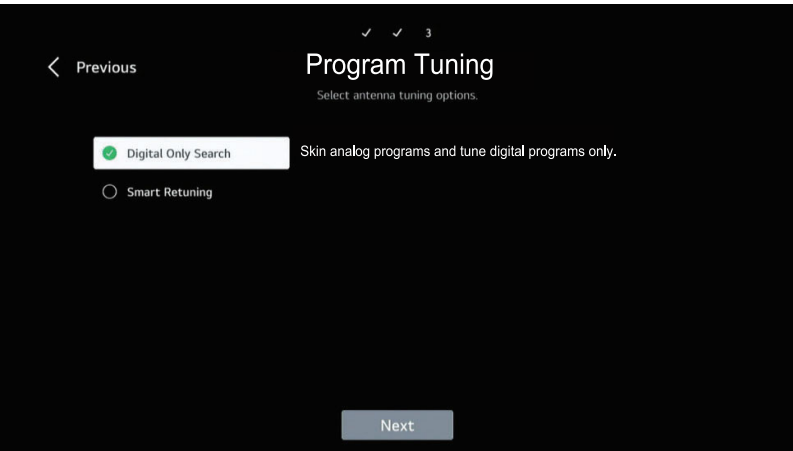 3
Previous
Program Tuning
Select antenna tuning options.
Digital Only Search
Skin analog programs and tune digital programs only.
Smart Retuning
Next